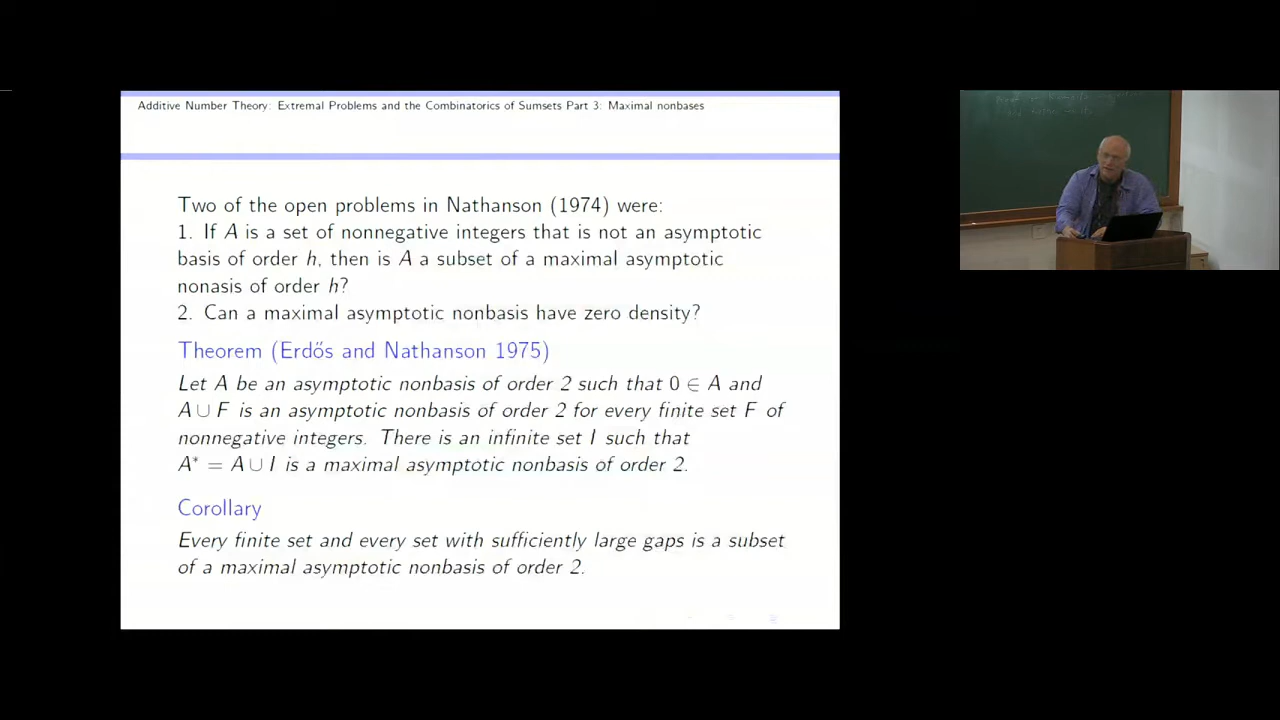 Additive Number Theory: Extremal Problems and the Combinatorics of Sumsets Part 3: Maximal nonbases
Two of the open problems in Nathanson (1974) were:
1. If A is a set of nonnegative integers that is not an asymptotic
basis of order h, then is A a subset of a maximal asymptotic
nonasis of order h?
2. Can a maximal asymptotic nonbasis have zero density?
Theorem (Erdős and Nathanson 1975)
Let A be an asymptotic nonbasis of order 2 such that 0 ∈ A and
A ∪ F is an asymptotic nonbasis of order 2 for every finite set F of
nonnegative integers. There is an infinite set I such that
A* = A ∪ I is a maximal asymptotic nonbasis of order 2.
Corollary
Every finite set and every set with sufficiently large gaps is a subset
of a maximal asymptotic nonbasis of order 2.